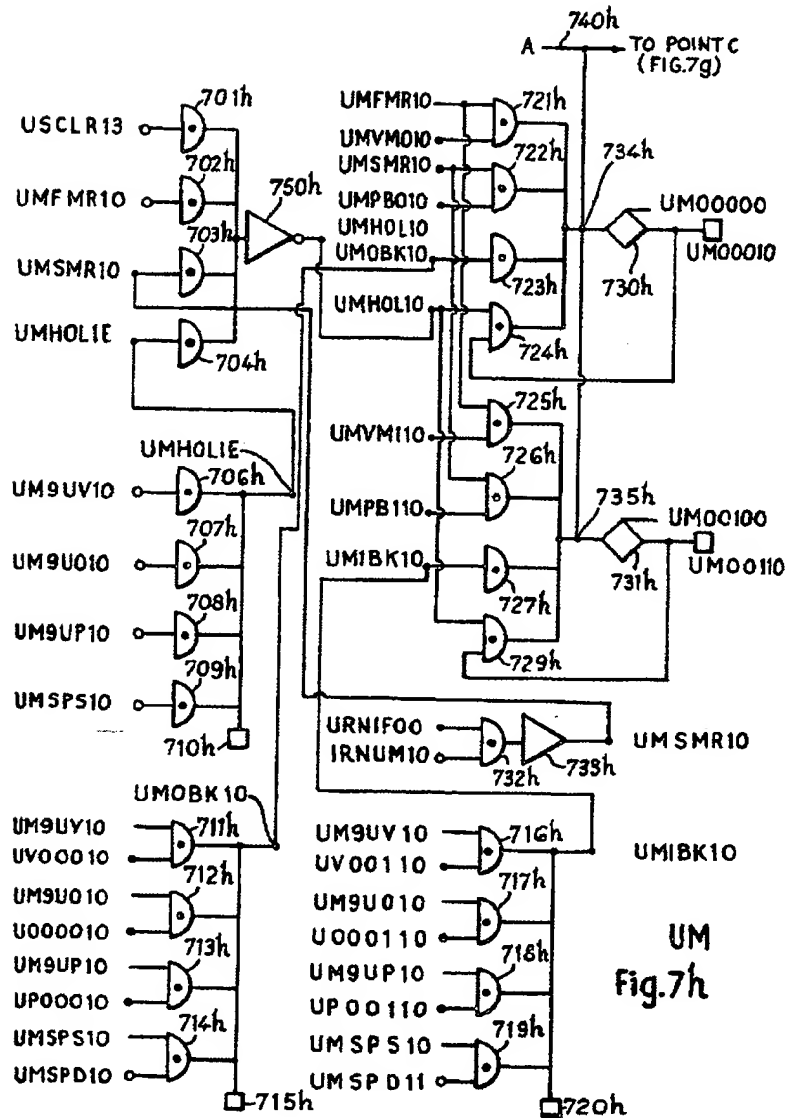 A 740h TO POINT C
(FIG.7g)
701h
USCLR13
702h
UMFMR10
703h
UMSMR10
UMHOL1E
704h
750h
UMFMR10
721h
UMVM010
722h
UMSMR10
UMPB010
UMHOL10
UM0BK10
723h
UMHOL10
724h
734h
UM00000
UM00010
730h
725h
UMVM110
726h
UMPB110
UM1BK10
727h
729h
735h
UM00100
UM00110
731h
UMHOL1E
706h
UM9UV10
707h
UM9U010
708h
UM9UP10
709h
UMSPS10
710h
URNIF00
IRNUM10
732h
733h
UMSMR10
UM0BK10
UM9UV10
711h
UV00010
712h
UM9U010
U000010
713h
UM9UP10
UP00010
714h
UMSPS10
UMSPD10
715h
UM9UV10
716h
UV00110
UM1BK10
717h
UM9U010
U000110
718h
UM9UP10
UP00110
719h
UMSPS10
UMSPD11
720h
UM
Fig.7h